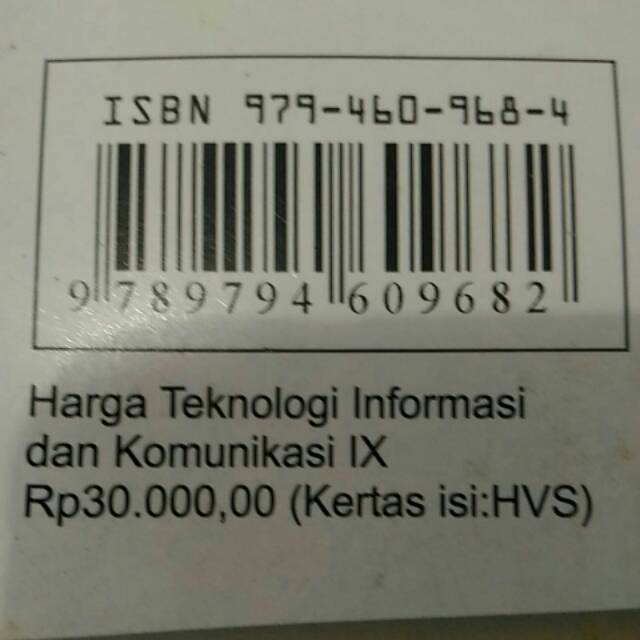 ISBN 979-460-968-4
9 789794 609682
Harga Teknologi Informasi
dan Komunikasi IX
Rp30.000,00 (Kertas isi:HVS)